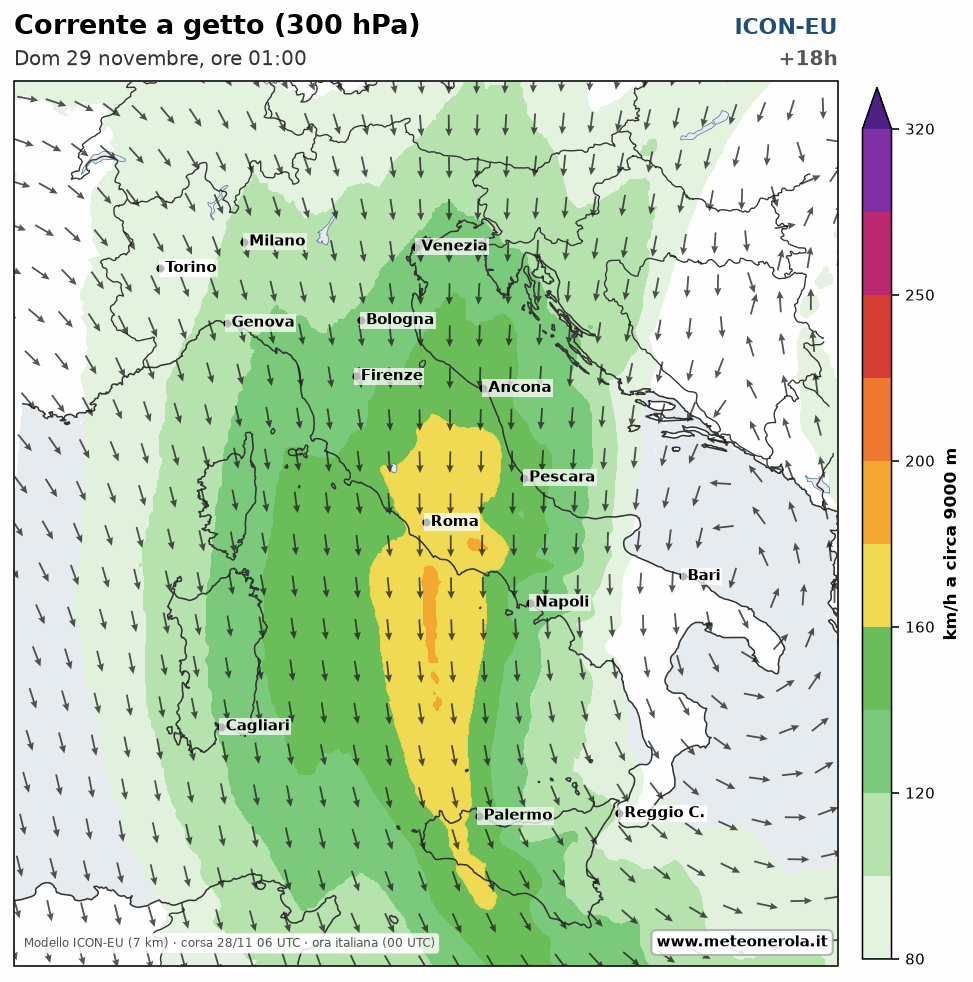 Corrente a getto (300 hPa)
ICON-EU
Dom 29 novembre, ore 01:00
+18h
320
250
200
160
120
80
km/h a circa 9000 m
Milano
Venezia
Torino
Genova
Bologna
Firenze
Ancona
Pescara
Roma
Bari
Napoli
Cagliari
Palermo
Reggio C.
Modello ICON-EU (7 km) · corsa 28/11 06 UTC · ora italiana (00 UTC)
www.meteonerola.it